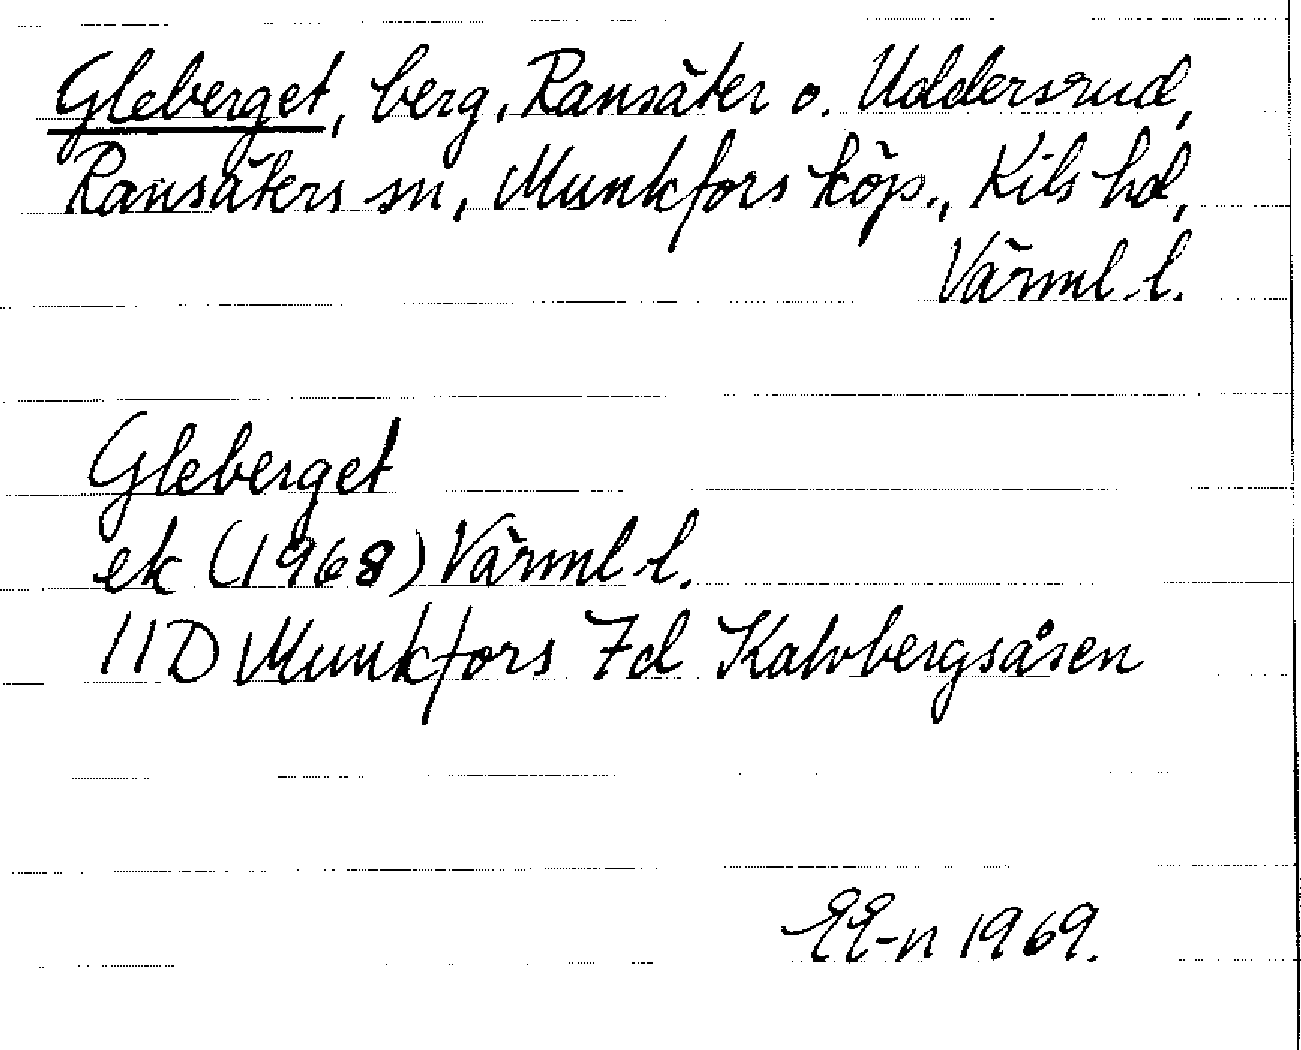 Gleberget, berg, Ransäter o. Uddersrud,
Ransäters sn, Munkfors köp., Kils hd,
Värml. l.
Gleberget
ek (1968) Värml. l.
11D Munkfors 7d Kalvbergsåsen
EE-n 1969.